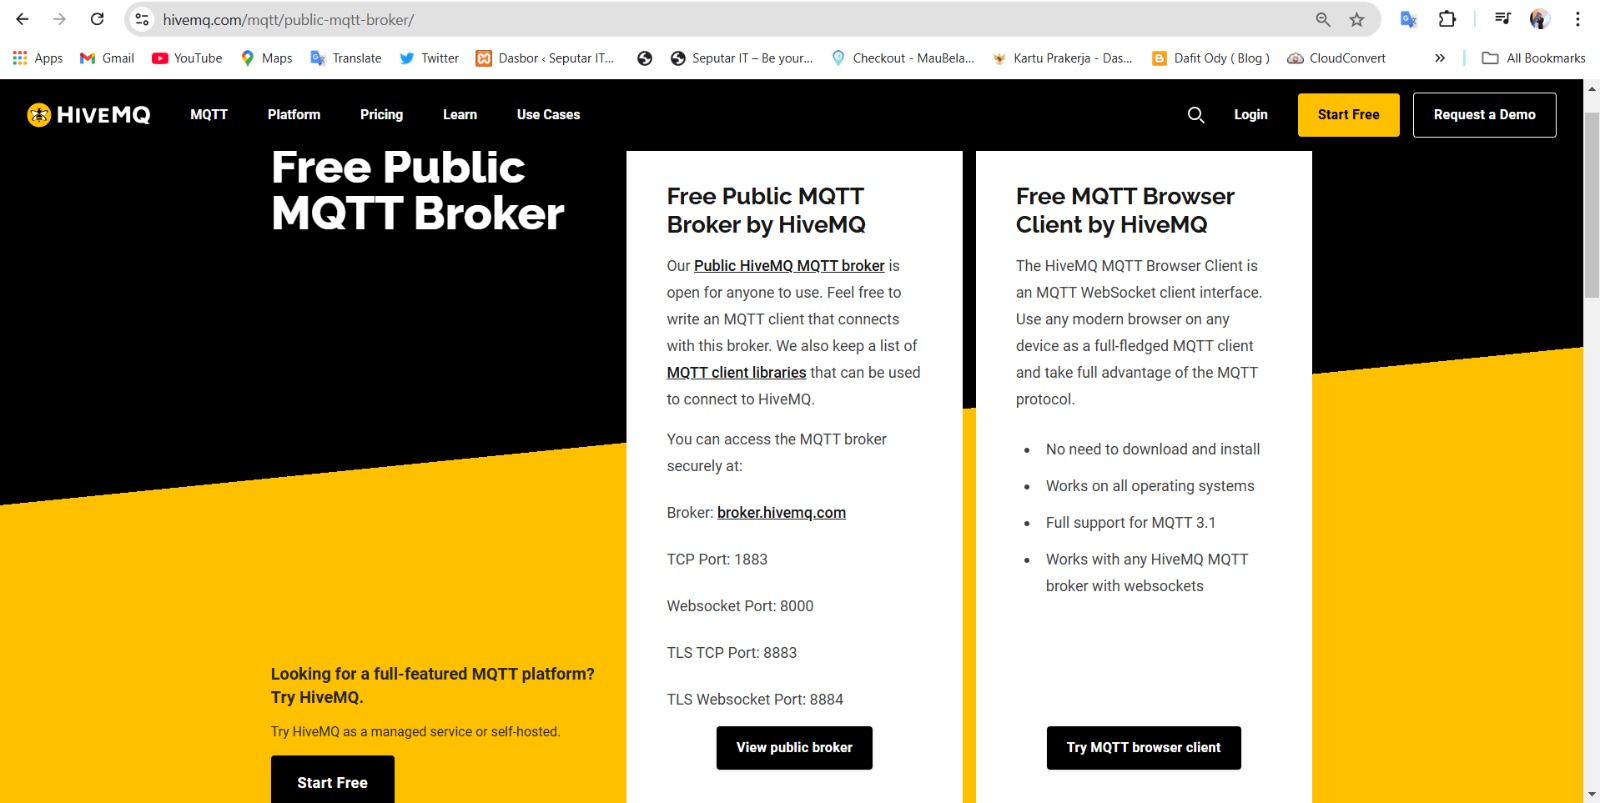 hivemq.com/mqtt/public-mqtt-broker/
Apps Gmail YouTube Maps Translate Twitter Dasbor ‹ Seputar IT... Seputar IT – Be your... Checkout - MauBela... Kartu Prakerja - Das... Dafit Ody ( Blog ) CloudConvert » All Bookmarks
HIVEMQ MQTT Platform Pricing Learn Use Cases Login Start Free Request a Demo
Free Public
MQTT Broker
Looking for a full-featured MQTT platform?
Try HiveMQ.
Try HiveMQ as a managed service or self-hosted.
Start Free
Free Public MQTT
Broker by HiveMQ
Our Public HiveMQ MQTT broker is
open for anyone to use. Feel free to
write an MQTT client that connects
with this broker. We also keep a list of
MQTT client libraries that can be used
to connect to HiveMQ.
You can access the MQTT broker
securely at:
Broker: broker.hivemq.com
TCP Port: 1883
Websocket Port: 8000
TLS TCP Port: 8883
TLS Websocket Port: 8884
View public broker
Free MQTT Browser
Client by HiveMQ
The HiveMQ MQTT Browser Client is
an MQTT WebSocket client interface.
Use any modern browser on any
device as a full-fledged MQTT client
and take full advantage of the MQTT
protocol.
• No need to download and install
• Works on all operating systems
• Full support for MQTT 3.1
• Works with any HiveMQ MQTT
broker with websockets
Try MQTT browser client